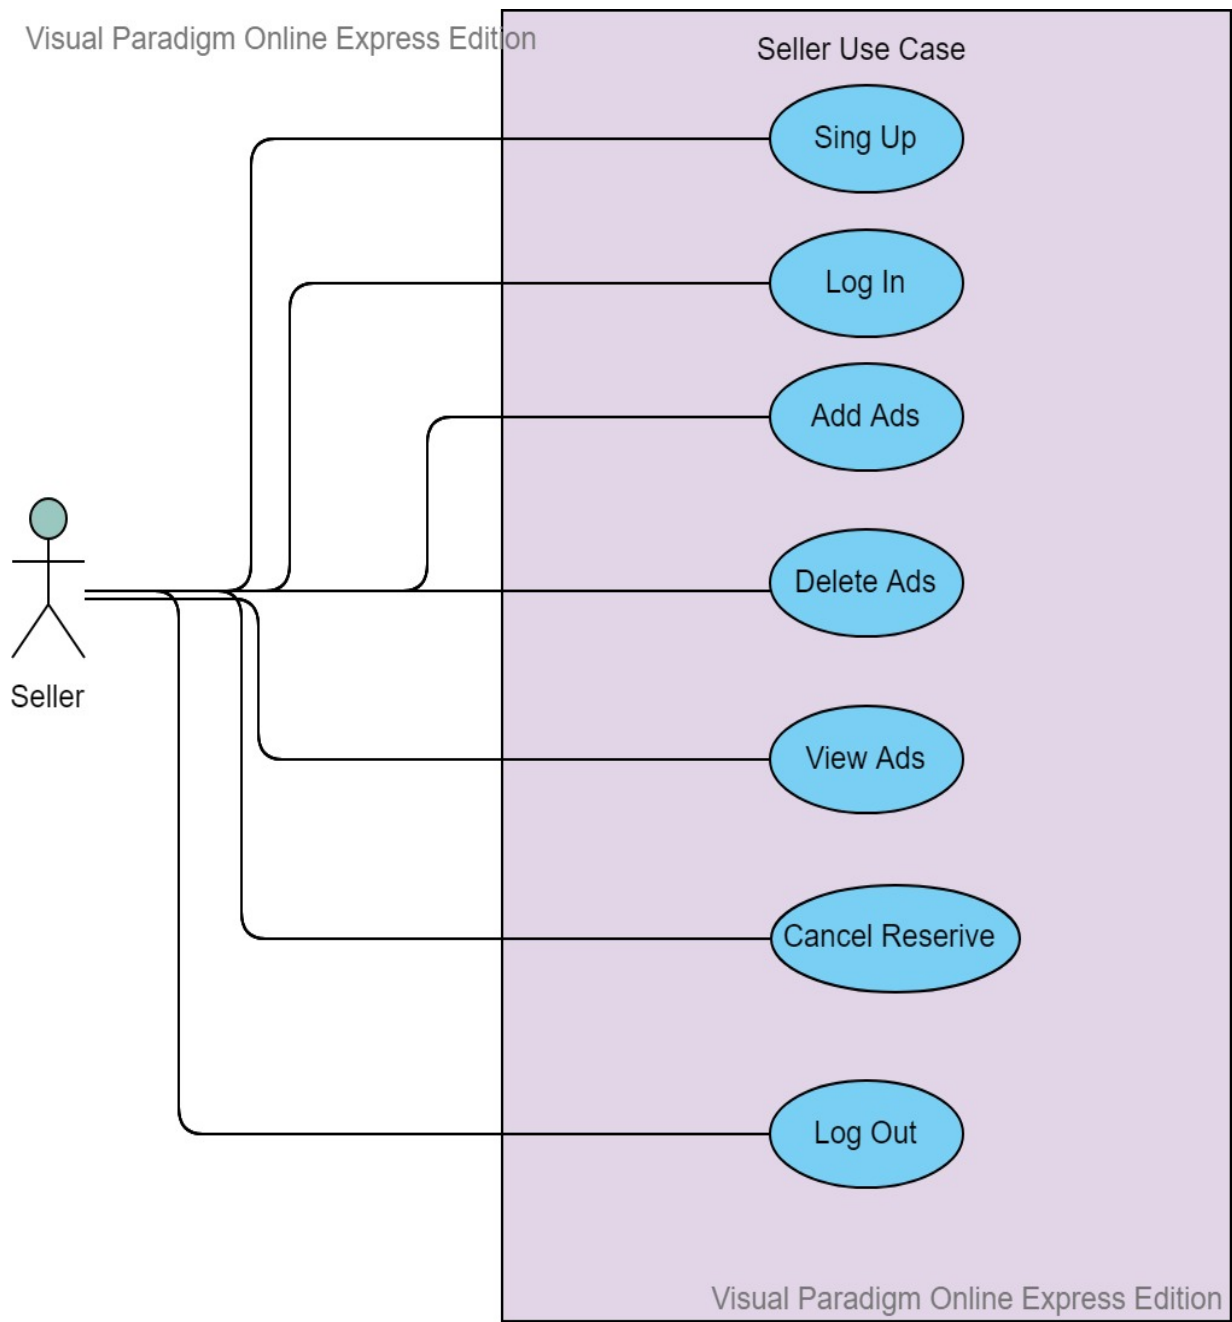 Visual Paradigm Online Express Edition
Seller Use Case
Sing Up
Log In
Add Ads
Delete Ads
Seller
View Ads
Cancel Reserive
Log Out
Visual Paradigm Online Express Edition